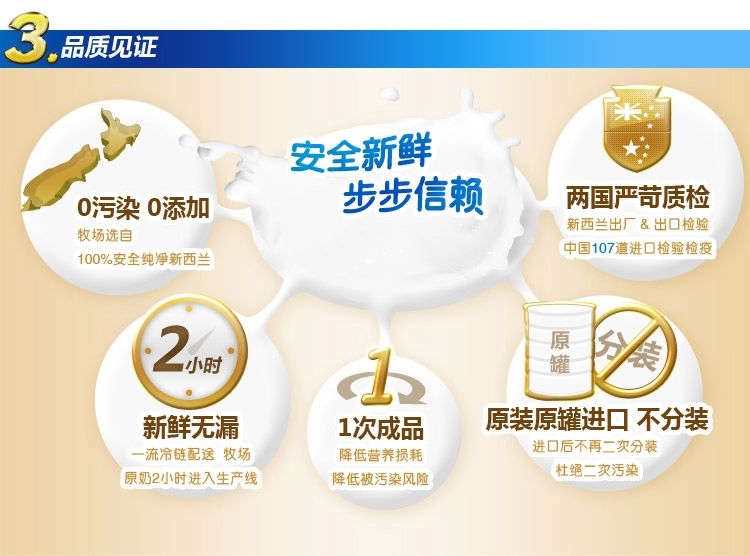 3.品质见证
安全新鲜
步步信赖
0污染 0添加
牧场选自
100%安全纯净新西兰
两国严苛质检
新西兰出厂 & 出口检验
中国107道进口检验检疫
2小时
新鲜无漏
一流冷链配送 牧场
原奶2小时进入生产线
1
1次成品
降低营养损耗
降低被污染风险
原罐
分装
原装原罐进口 不分装
进口后不再二次分装
杜绝二次污染